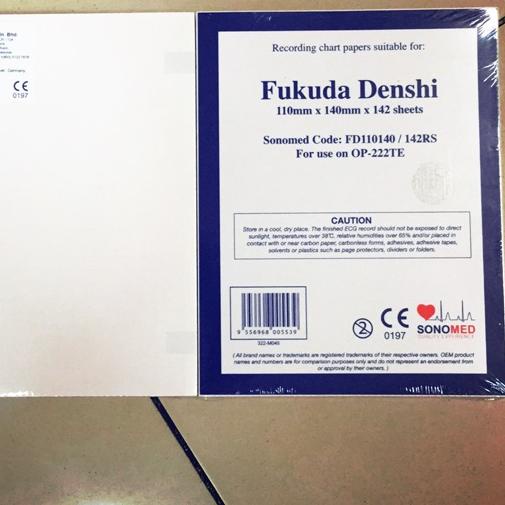 CE
0197
Recording chart papers suitable for:
Fukuda Denshi
110mm x 140mm x 142 sheets
Sonomed Code: FD110140 / 142RS
For use on OP-222TE
CAUTION
Store in a cool, dry place. The finished ECG record should not be exposed to direct
sunlight, temperatures over 38°C, relative humidities over 65% and/or placed in
contact with or near carbon paper, carbonless forms, adhesives, adhesive tapes,
solvents or plastics such as page protectors, dividers or folders.
9 556968 005539
322-M045
2
CE
0197
SONOMED
QUALITY EXPERIENCE
( All brand names or trademarks are registered trademarks of their respective owners. OEM product
names and numbers are for comparison purposes only and do not represent an endorsement from
or approval by their owners. )